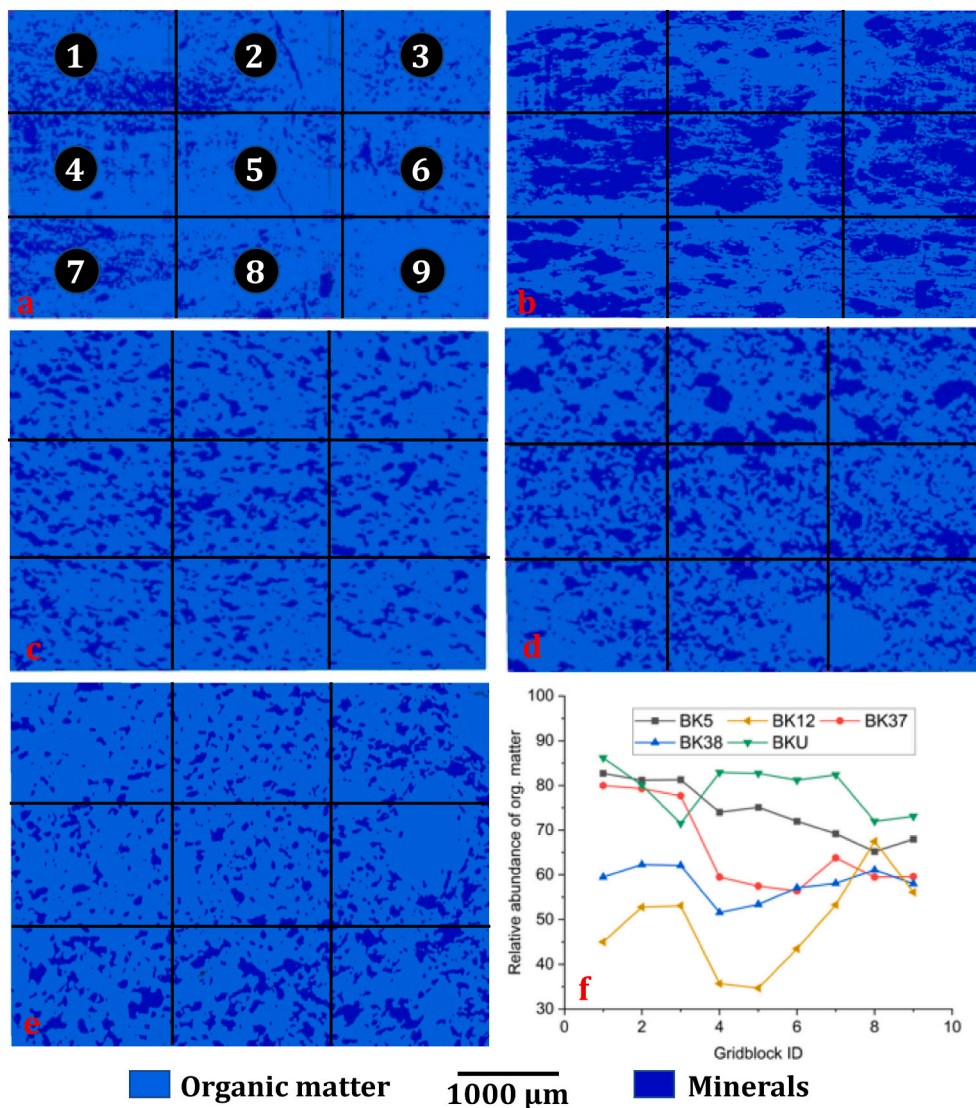 1 2 3
4 5 6
7 8 9
a
b
c
d
e
100
90
80
70
60
50
40
30
Relative abundance of org. matter
BK5 BK12 BK37
BK38 BKU
f
0 2 4 6 8 10
Gridblock ID
Organic matter 1000 μm Minerals